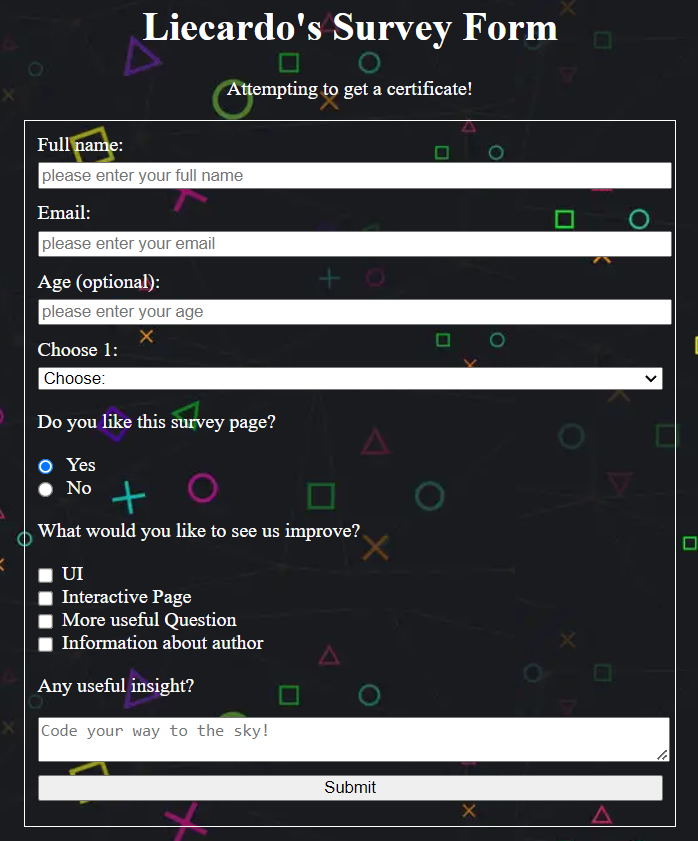 Liecardo's Survey Form
Attempting to get a certificate!
Full name:
please enter your full name
Email:
please enter your email
Age (optional):
please enter your age
Choose 1:
Choose:
Do you like this survey page?
Yes
No
What would you like to see us improve?
UI
Interactive Page
More useful Question
Information about author
Any useful insight?
Code your way to the sky!
Submit